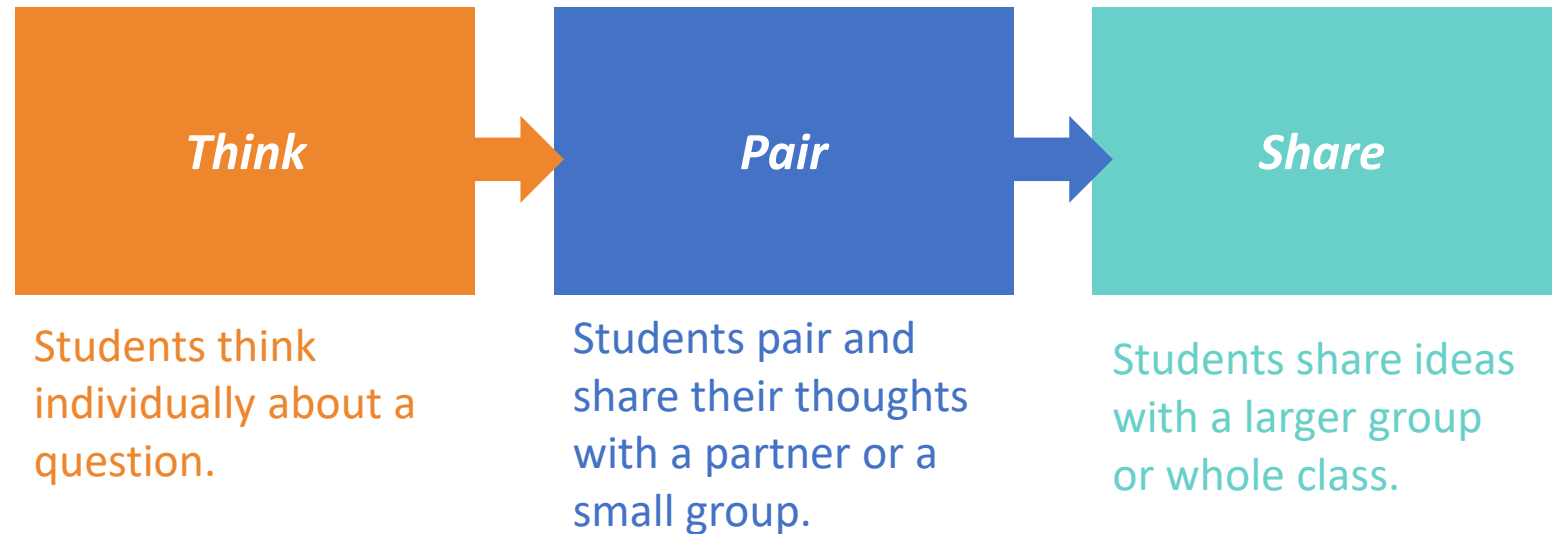 Think
Pair
Share
Students think
individually about a
question.
Students pair and
share their thoughts
with a partner or a
small group.
Students share ideas
with a larger group
or whole class.